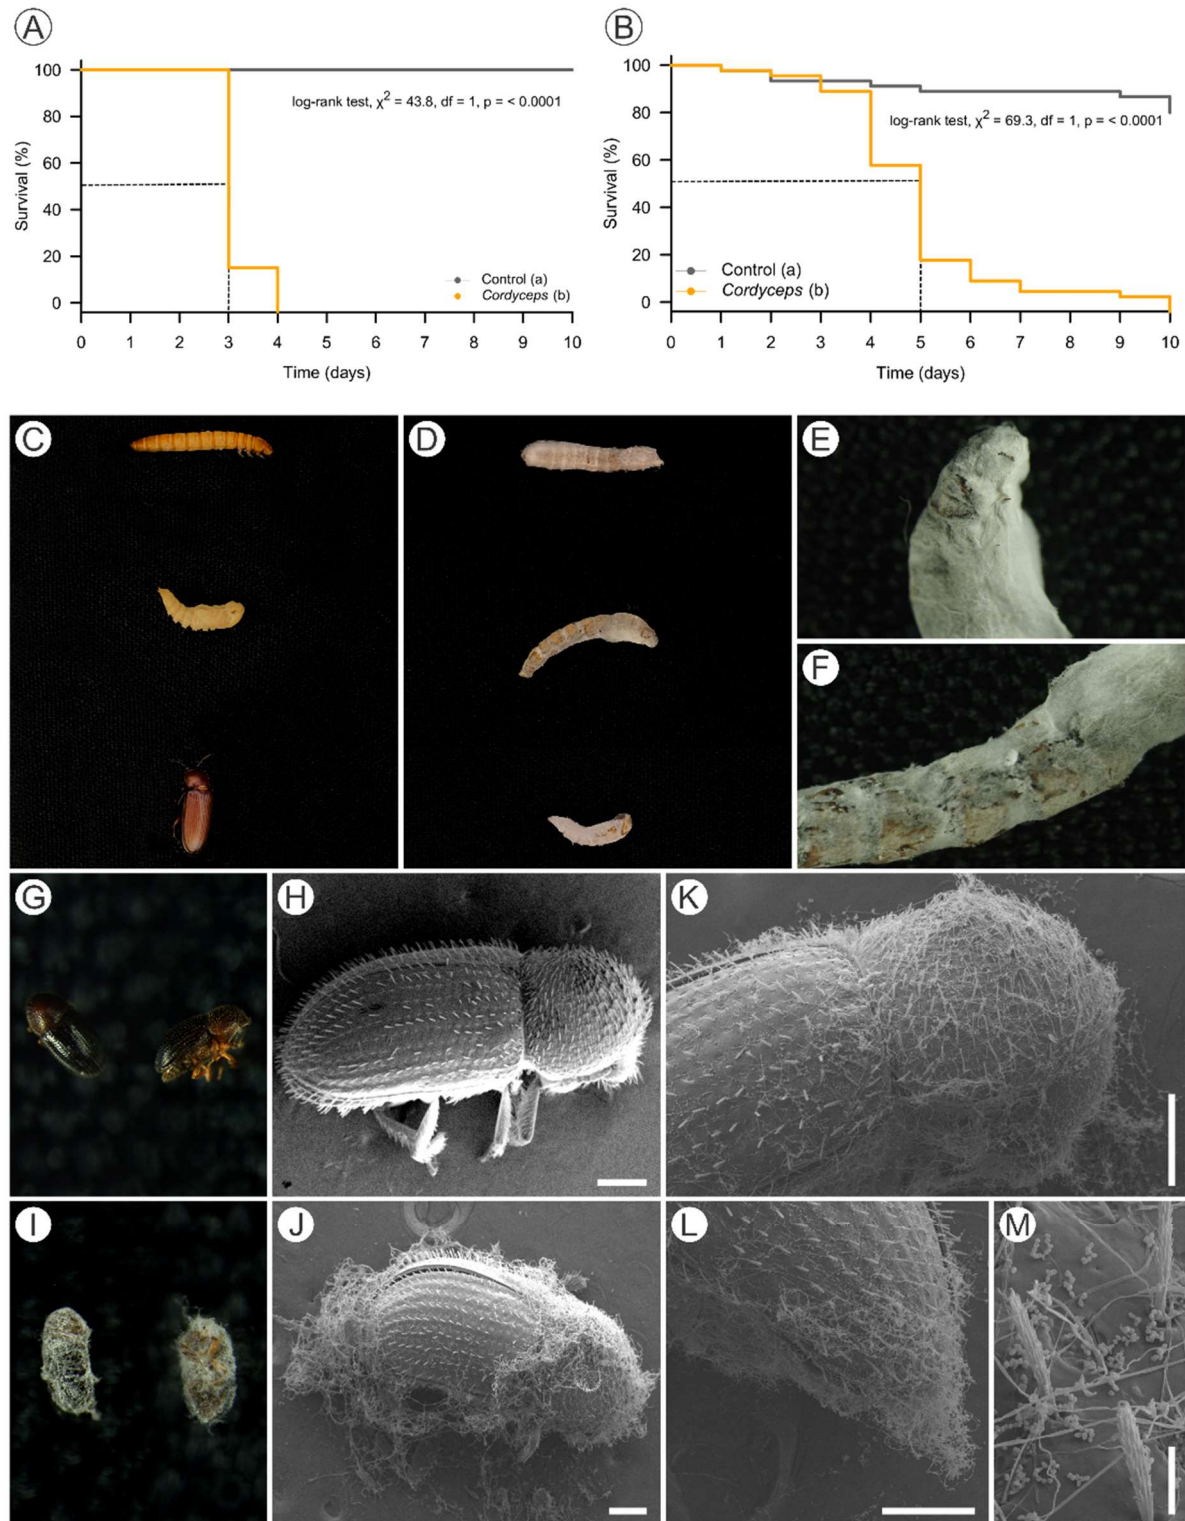 A
100
80
60
40
20
0
Survival (%)
log-rank test, χ² = 43.8, df = 1, p = < 0.0001
Control (a)
Cordyceps (b)
0 1 2 3 4 5 6 7 8 9 10
Time (days)
B
100
80
60
40
20
0
Survival (%)
log-rank test, χ² = 69.3, df = 1, p = < 0.0001
Control (a)
Cordyceps (b)
0 1 2 3 4 5 6 7 8 9 10
Time (days)
C
D
E
F
G
H
K
I
J
L
M